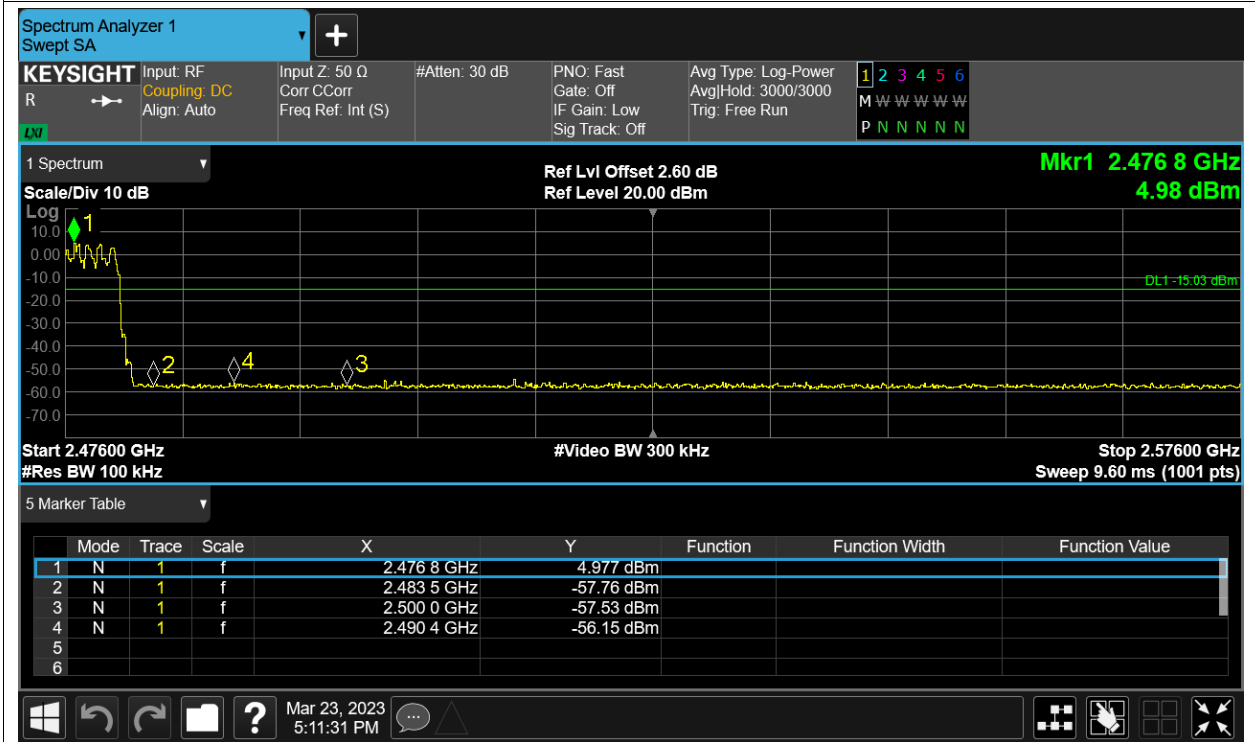 Spectrum Analyzer 1
Swept SA
+
KEYSIGHT Input: RF Input Z: 50 Ω #Atten: 30 dB PNO: Fast Avg Type: Log-Power 1 2 3 4 5 6
R Coupling: DC Corr CCorr Gate: Off Avg|Hold: 3000/3000 M W W W W W
Align: Auto Freq Ref: Int (S) IF Gain: Low Trig: Free Run
LXI Sig Track: Off P N N N N N
1 Spectrum Ref Lvl Offset 2.60 dB Mkr1 2.476 8 GHz
Scale/Div 10 dB Ref Level 20.00 dBm 4.98 dBm
Log
1
10.0
0.00
-10.0
DL1 -15.03 dBm
-20.0
-30.0
-40.0
2 4 3
-50.0
-60.0
-70.0
Start 2.47600 GHz #Video BW 300 kHz Stop 2.57600 GHz
#Res BW 100 kHz Sweep 9.60 ms (1001 pts)
5 Marker Table
Mode Trace Scale X Y Function Function Width Function Value
1 N 1 f 2.476 8 GHz 4.977 dBm
2 N 1 f 2.483 5 GHz -57.76 dBm
3 N 1 f 2.500 0 GHz -57.53 dBm
4 N 1 f 2.490 4 GHz -56.15 dBm
5
6
? Mar 23, 2023
5:11:31 PM